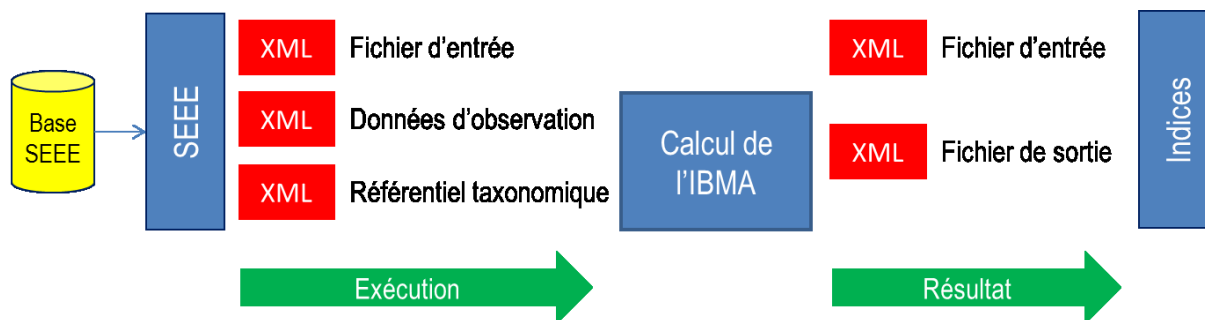 Base
SEEE
SEEE
XML Fichier d’entrée
XML Données d’observation
XML Référentiel taxonomique
Exécution
Calcul de
l’IBMA
XML Fichier d’entrée
XML Fichier de sortie
Résultat
Indices